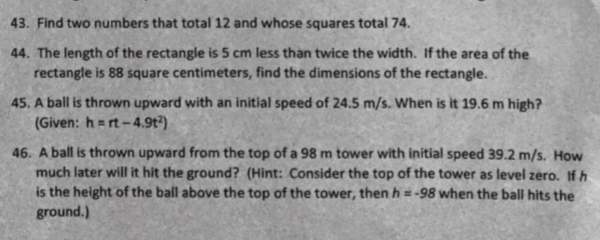 43. Find two numbers that total 12 and whose squares total 74.
44. The length of the rectangle is 5 cm less than twice the width. If the area of the
rectangle is 88 square centimeters, find the dimensions of the rectangle.
45. A ball is thrown upward with an initial speed of 24.5 m/s. When is it 19.6 m high?
(Given: h = rt – 4.9t²)
46. A ball is thrown upward from the top of a 98 m tower with initial speed 39.2 m/s. How
much later will it hit the ground? (Hint: Consider the top of the tower as level zero. If h
is the height of the ball above the top of the tower, then h = -98 when the ball hits the
ground.)